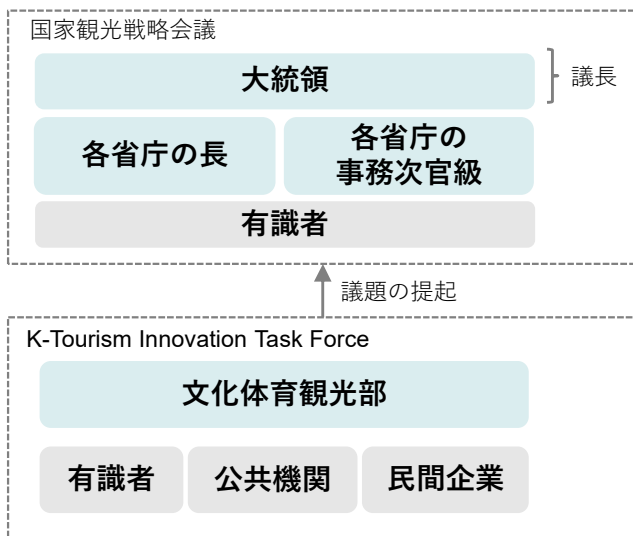 国家観光戦略会議
大統領
議長
各省庁の長
各省庁の
事務次官級
有識者
議題の提起
K-Tourism Innovation Task Force
文化体育観光部
有識者
公共機関
民間企業